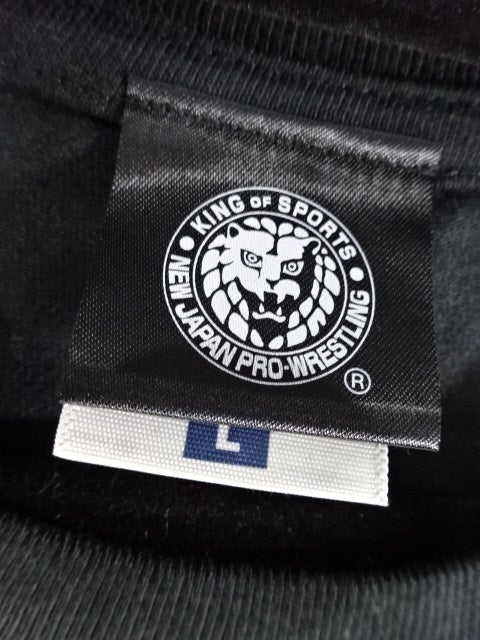 KING OF SPORTS
NEW JAPAN PRO-WRESTLING
®
L